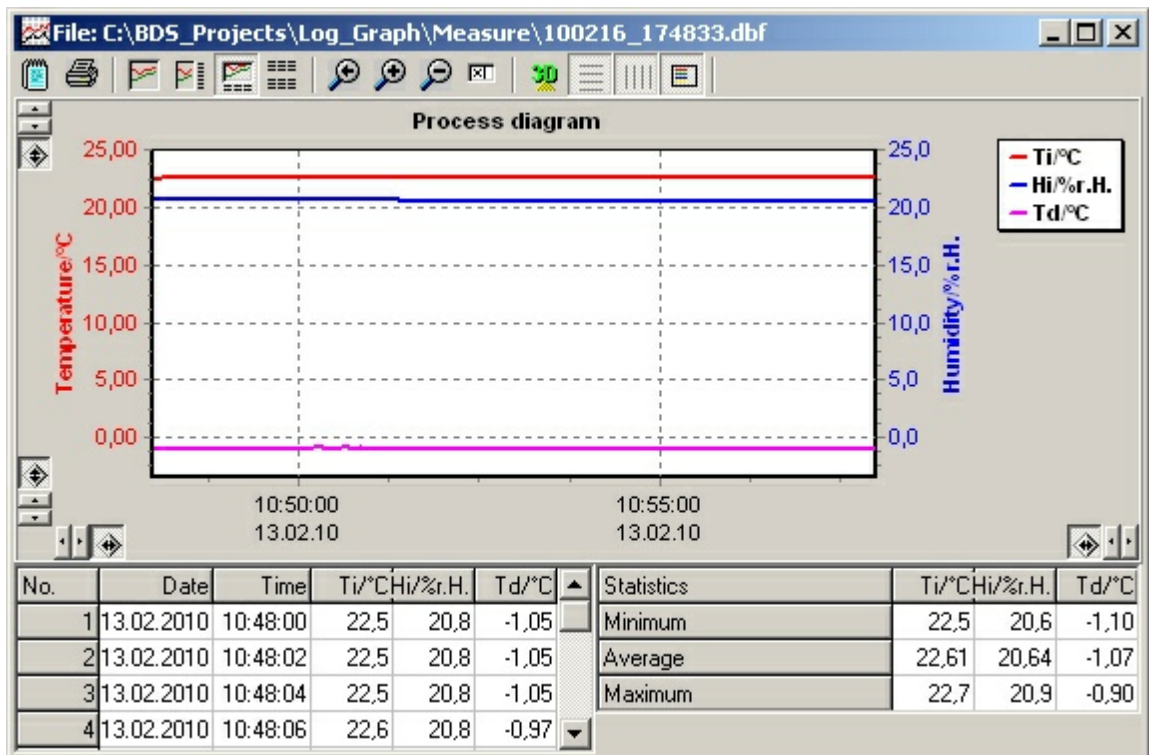 File: C:\BDS_Projects\Log_Graph\Measure\100216_174833.dbf
3D
Process diagram
25,00
20,00
15,00
10,00
5,00
0,00
Temperature/°C
25,0
20,0
15,0
10,0
5,0
0,0
Humidity/%r.H.
Ti/°C
Hi/%r.H.
Td/°C
10:50:00
13.02.10
10:55:00
13.02.10
No. Date Time Ti/°C Hi/%r.H. Td/°C
1 13.02.2010 10:48:00 22,5 20,8 -1,05
2 13.02.2010 10:48:02 22,5 20,8 -1,05
3 13.02.2010 10:48:04 22,5 20,8 -1,05
4 13.02.2010 10:48:06 22,6 20,8 -0,97
Statistics Ti/°C Hi/%r.H. Td/°C
Minimum 22,5 20,6 -1,10
Average 22,61 20,64 -1,07
Maximum 22,7 20,9 -0,90